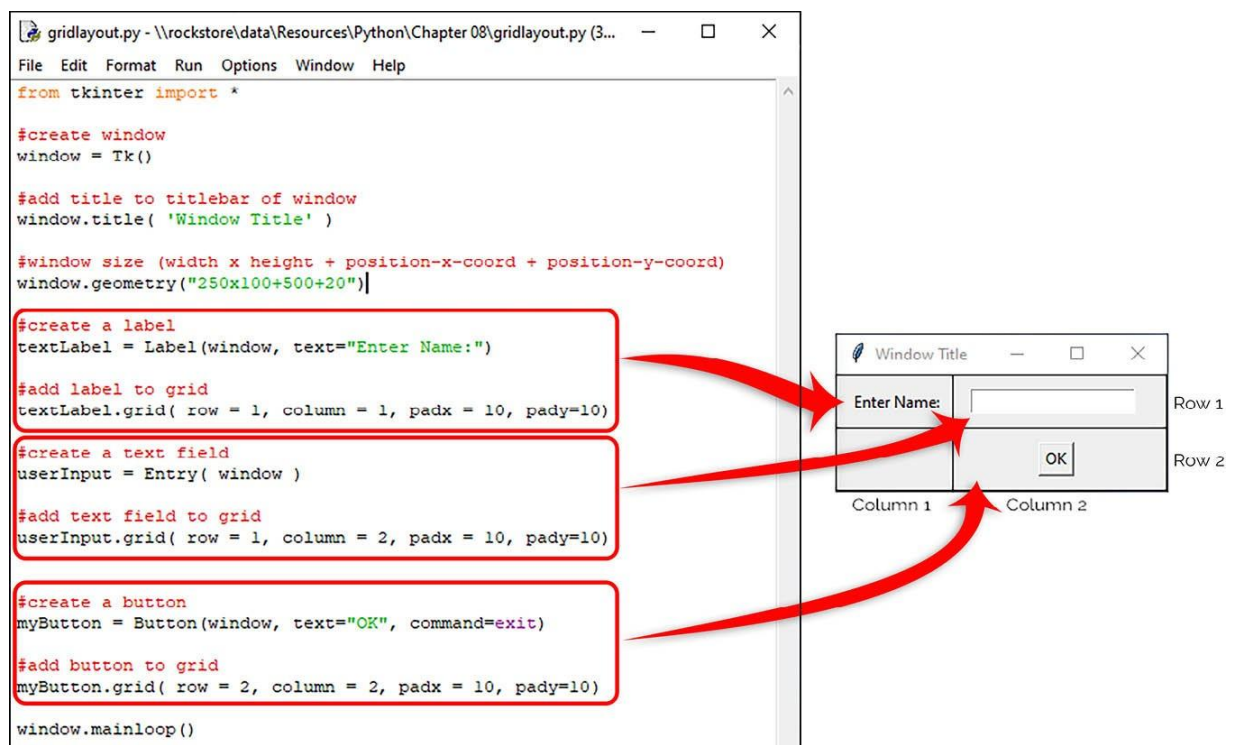 gridlayout.py - \\rockstore\data\Resources\Python\Chapter 08\gridlayout.py (3...
File Edit Format Run Options Window Help
from tkinter import *
#create window
window = Tk()
#add title to titlebar of window
window.title( 'Window Title' )
#window size (width x height + position-x-coord + position-y-coord)
window.geometry("250x100+500+20")
#create a label
textLabel = Label(window, text="Enter Name:")
#add label to grid
textLabel.grid( row = 1, column = 1, padx = 10, pady=10)
#create a text field
userInput = Entry( window )
#add text field to grid
userInput.grid( row = 1, column = 2, padx = 10, pady=10)
#create a button
myButton = Button(window, text="OK", command=exit)
#add button to grid
myButton.grid( row = 2, column = 2, padx = 10, pady=10)
window.mainloop()
Window Title
Enter Name:
Row 1
OK
Row 2
Column 1
Column 2